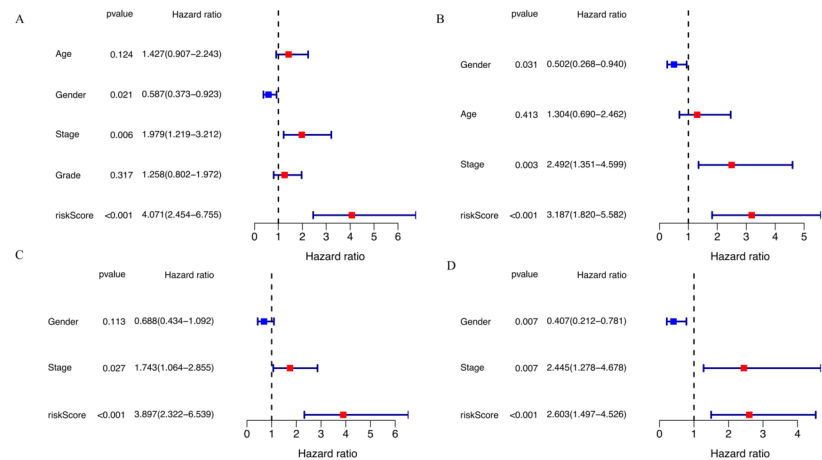 A
pvalue Hazard ratio
Age 0.124 1.427(0.907−2.243)
Gender 0.021 0.587(0.373−0.923)
Stage 0.006 1.979(1.219−3.212)
Grade 0.317 1.258(0.802−1.972)
riskScore <0.001 4.071(2.454−6.755)
0 1 2 3 4 5 6
Hazard ratio
B
pvalue Hazard ratio
Gender 0.031 0.502(0.268−0.940)
Age 0.413 1.304(0.690−2.462)
Stage 0.003 2.492(1.351−4.599)
riskScore <0.001 3.187(1.820−5.582)
0 1 2 3 4 5
Hazard ratio
C
pvalue Hazard ratio
Gender 0.113 0.688(0.434−1.092)
Stage 0.027 1.743(1.064−2.855)
riskScore <0.001 3.897(2.322−6.539)
0 1 2 3 4 5 6
Hazard ratio
D
pvalue Hazard ratio
Gender 0.007 0.407(0.212−0.781)
Stage 0.007 2.445(1.278−4.678)
riskScore <0.001 2.603(1.497−4.526)
0 1 2 3 4
Hazard ratio